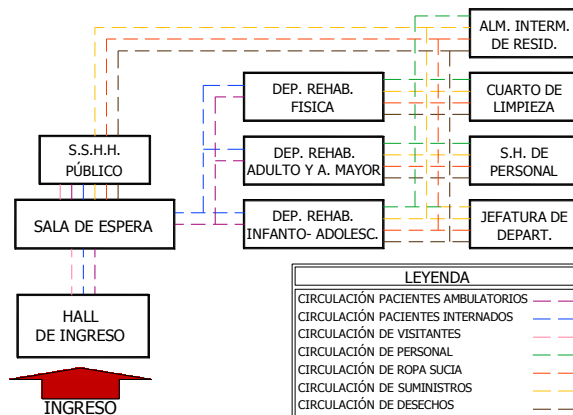 ALM. INTERM.
DE RESID.
DEP. REHAB.
FISICA
CUARTO DE
LIMPIEZA
S.S.H.H.
PÚBLICO
DEP. REHAB.
ADULTO Y A. MAYOR
S.H. DE
PERSONAL
SALA DE ESPERA
DEP. REHAB.
INFANTO- ADOLESC.
JEFATURA DE
DEPART.
HALL
DE INGRESO
INGRESO
LEYENDA
CIRCULACIÓN PACIENTES AMBULATORIOS
CIRCULACIÓN PACIENTES INTERNADOS
CIRCULACIÓN DE VISITANTES
CIRCULACIÓN DE PERSONAL
CIRCULACIÓN DE ROPA SUCIA
CIRCULACIÓN DE SUMINISTROS
CIRCULACIÓN DE DESECHOS